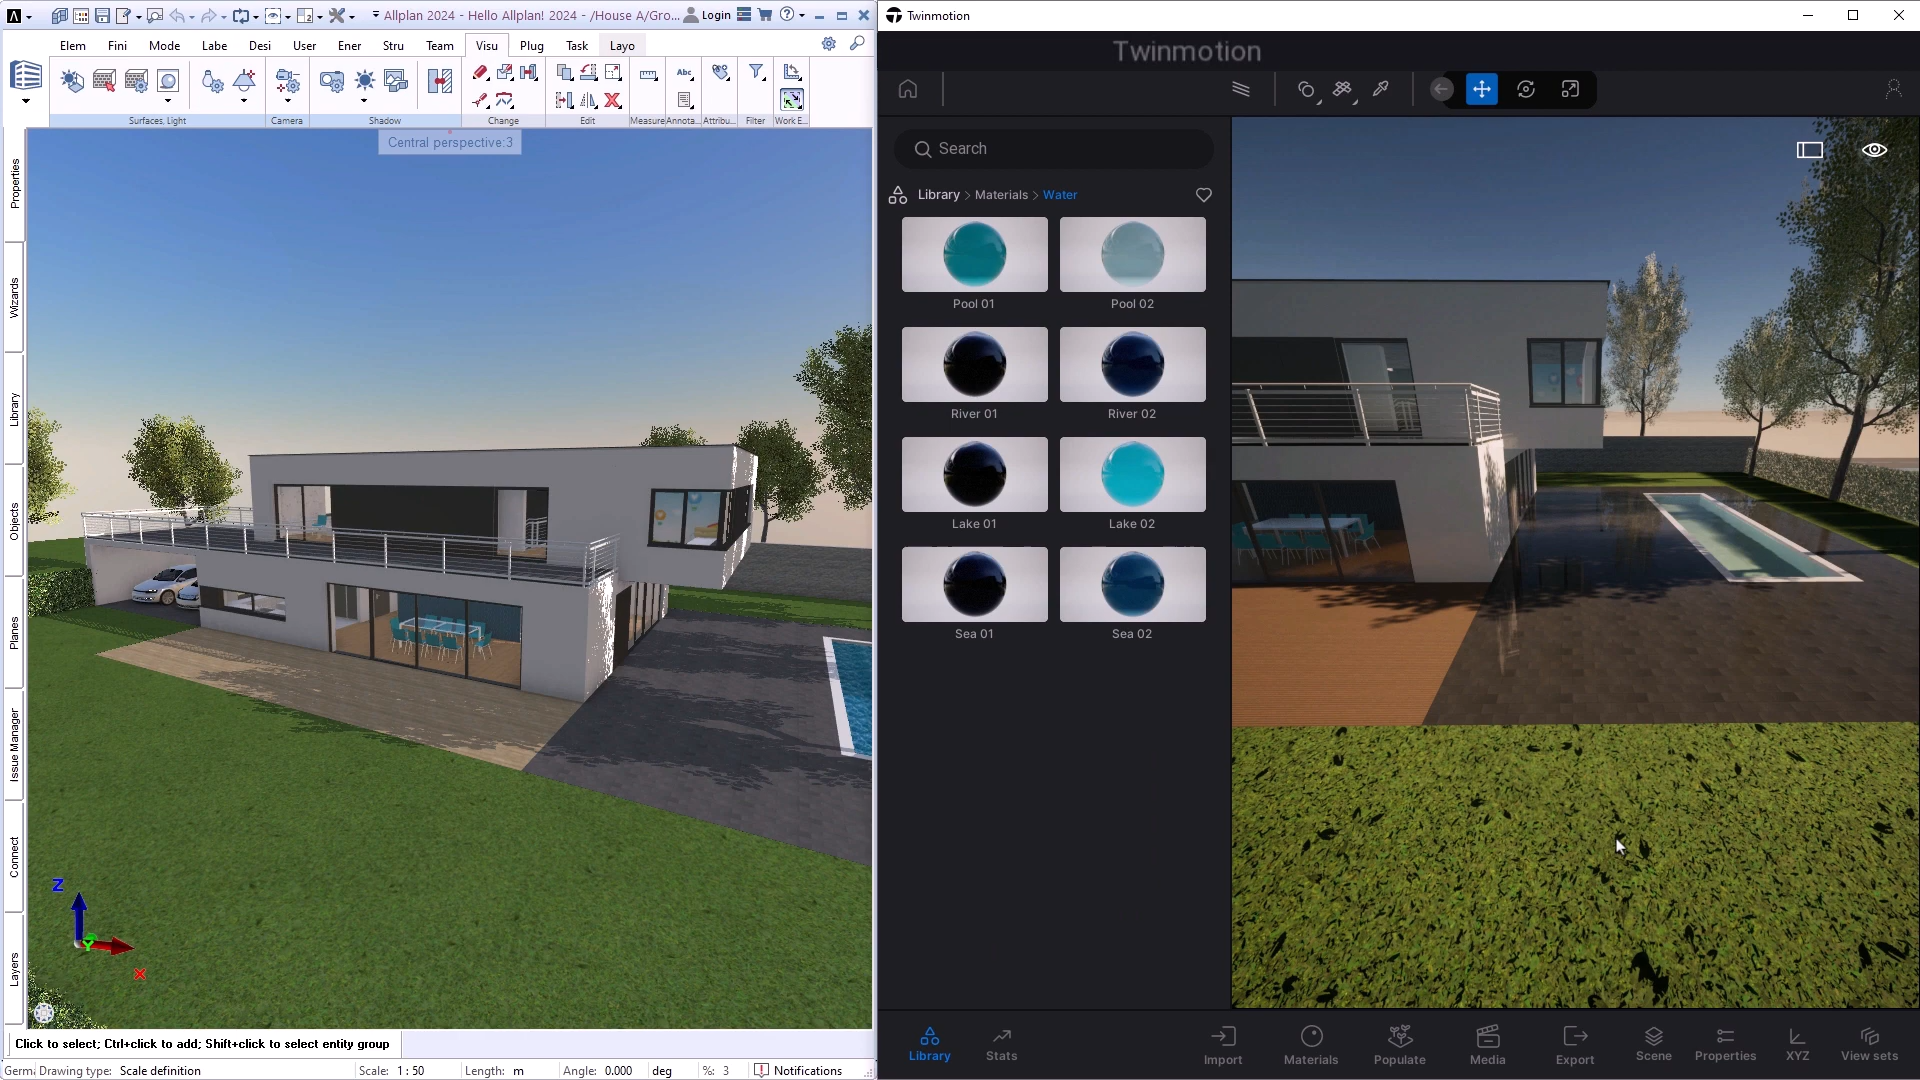 Allplan 2024 - Hello Allplan! 2024 - /House A/Gro...
Login
Elem
Fini
Mode
Labe
Desi
User
Ener
Stru
Team
Visu
Plug
Task
Layo
Abc
Surfaces, Light
Camera
Shadow
Change
Edit
Measure
Annota...
Attribu...
Filter
Work E...
Central perspective:3
Properties
Wizards
Library
Objects
Planes
Issue Manager
Connect
Layers
Z
Y
X
Click to select; Ctrl+click to add; Shift+click to select entity group
Germ Drawing type: Scale definition
Scale: 1 : 50
Length: m
Angle: 0.000 deg
%: 3
Notifications
Twinmotion
Twinmotion
Search
Library > Materials > Water
Pool 01
Pool 02
River 01
River 02
Lake 01
Lake 02
Sea 01
Sea 02
Library
Stats
Import
Materials
Populate
Media
Export
Scene
Properties
XYZ
View sets